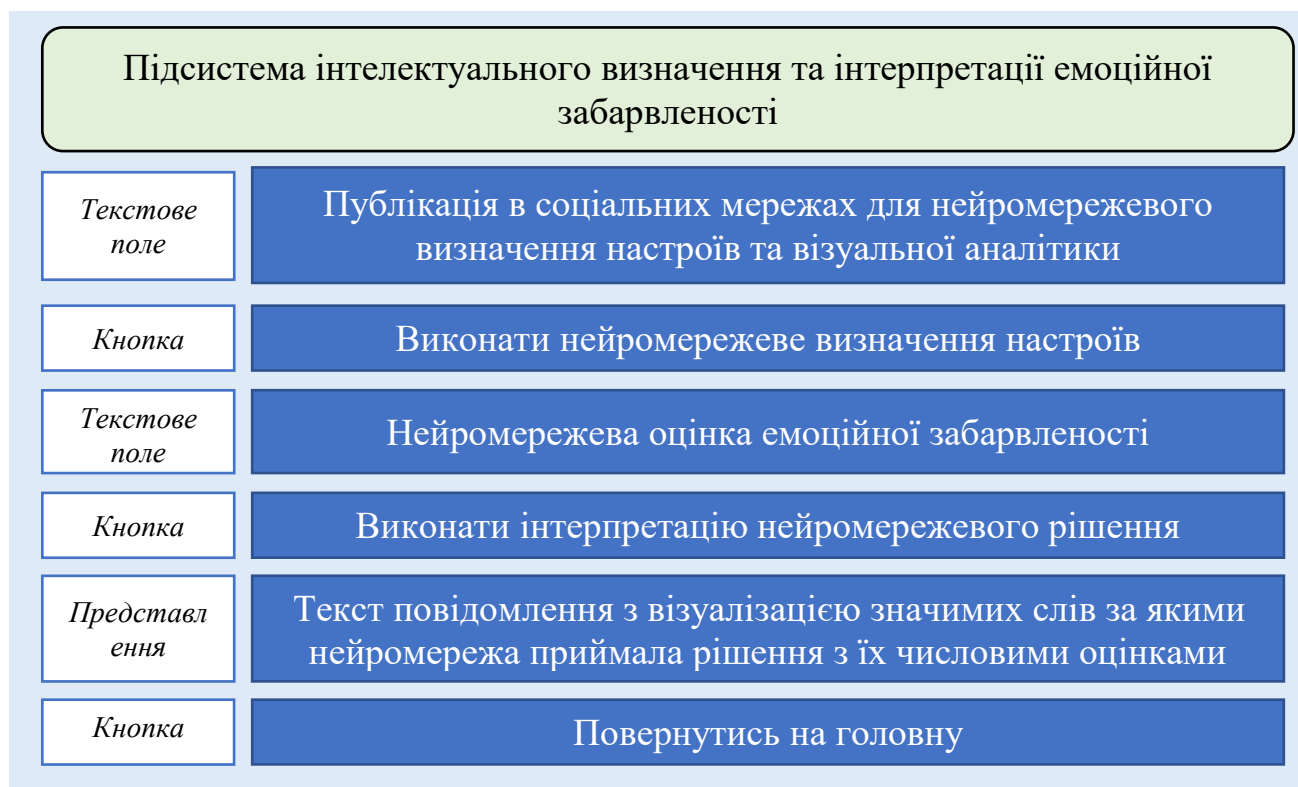 Підсистема інтелектуального визначення та інтерпретації емоційної
забарвленості
Текстове
поле
Публікація в соціальних мережах для нейромережевого
визначення настроїв та візуальної аналітики
Кнопка
Виконати нейромережеве визначення настроїв
Текстове
поле
Нейромережева оцінка емоційної забарвленості
Кнопка
Виконати інтерпретацію нейромережевого рішення
Представл
ення
Текст повідомлення з візуалізацією значимих слів за якими
нейромережа приймала рішення з їх числовими оцінками
Кнопка
Повернутись на головну